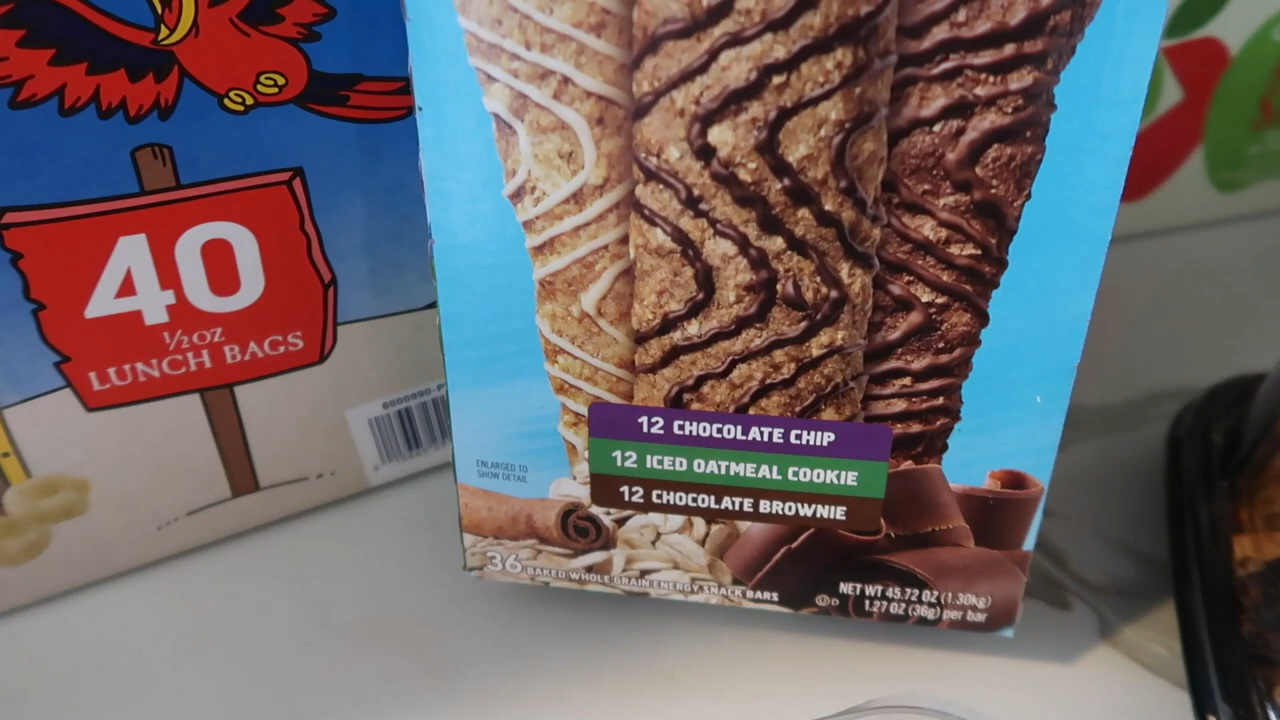 40
½ OZ
LUNCH BAGS
ENLARGED TO
SHOW DETAIL
12 CHOCOLATE CHIP
12 ICED OATMEAL COOKIE
12 CHOCOLATE BROWNIE
36 BAKED WHOLE GRAIN ENERGY SNACK BARS
NET WT 45.72 OZ (1.30kg)
1.27 OZ (36g) per bar